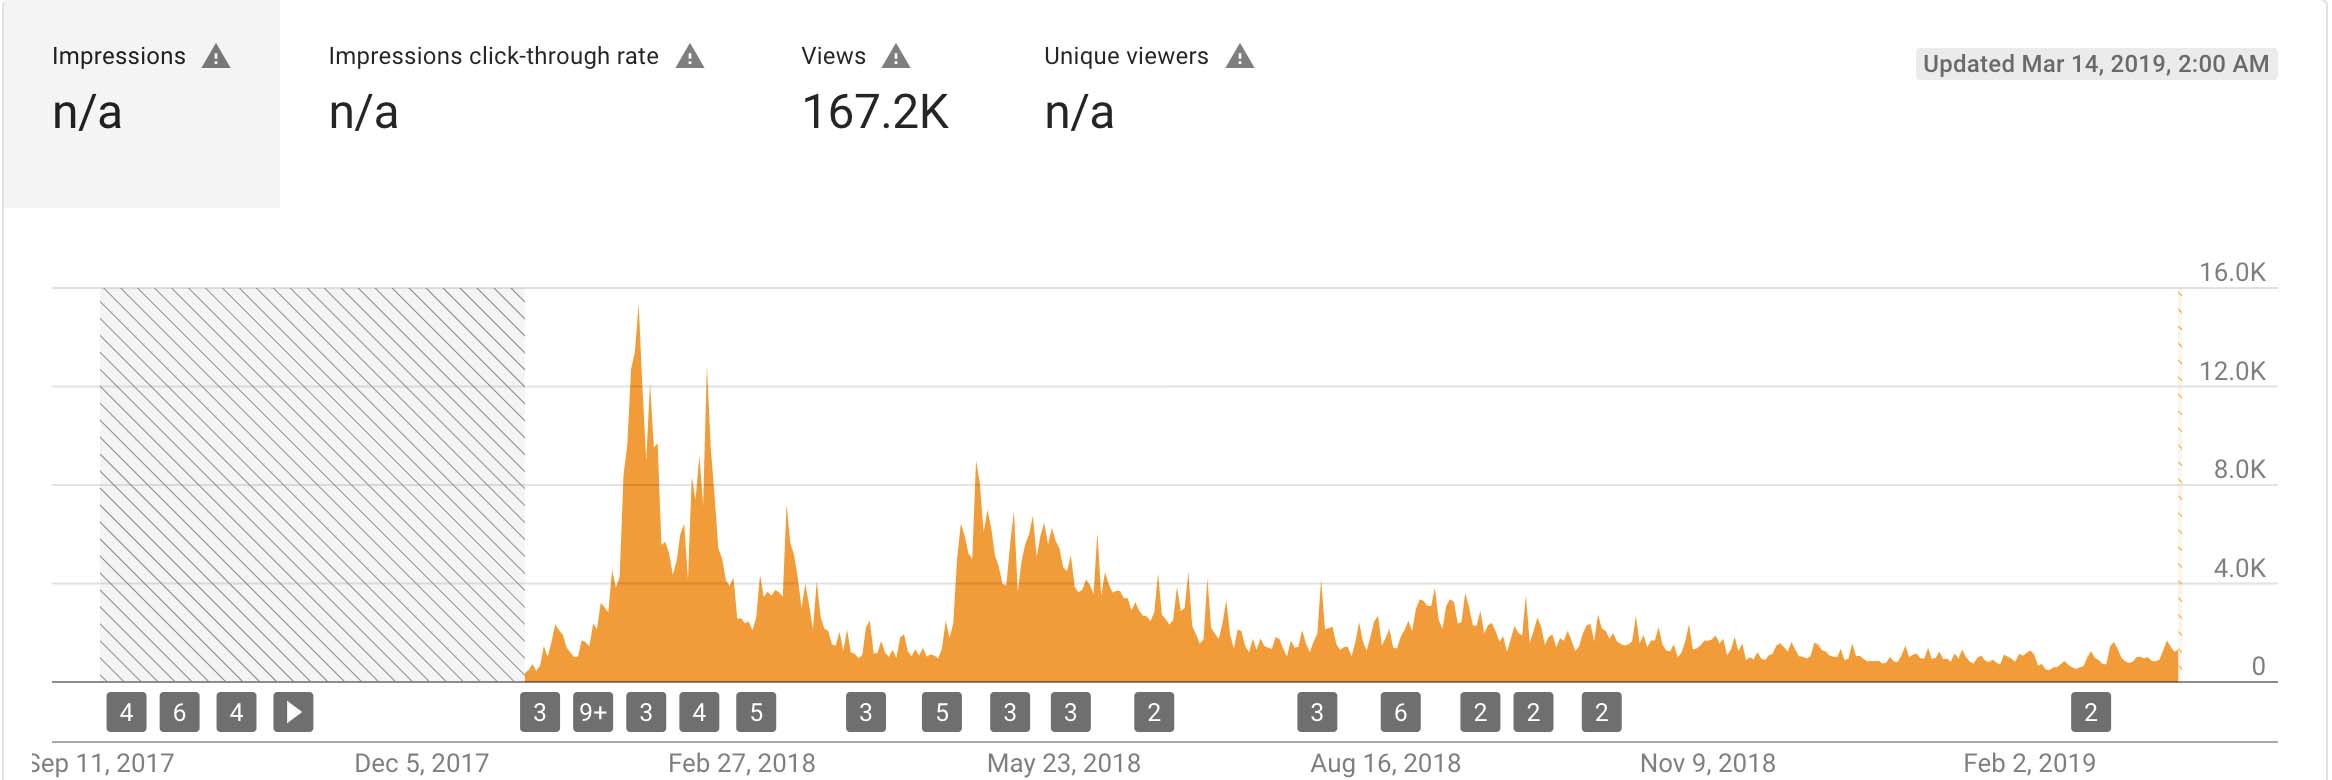 Impressions
Impressions click-through rate
Views
Unique viewers
Updated Mar 14, 2019, 2:00 AM
n/a
n/a
167.2K
n/a
16.0K
12.0K
8.0K
4.0K
0
4 6 4 3 9+ 3 4 5 3 5 3 3 2 3 6 2 2 2 2
Sep 11, 2017 Dec 5, 2017 Feb 27, 2018 May 23, 2018 Aug 16, 2018 Nov 9, 2018 Feb 2, 2019